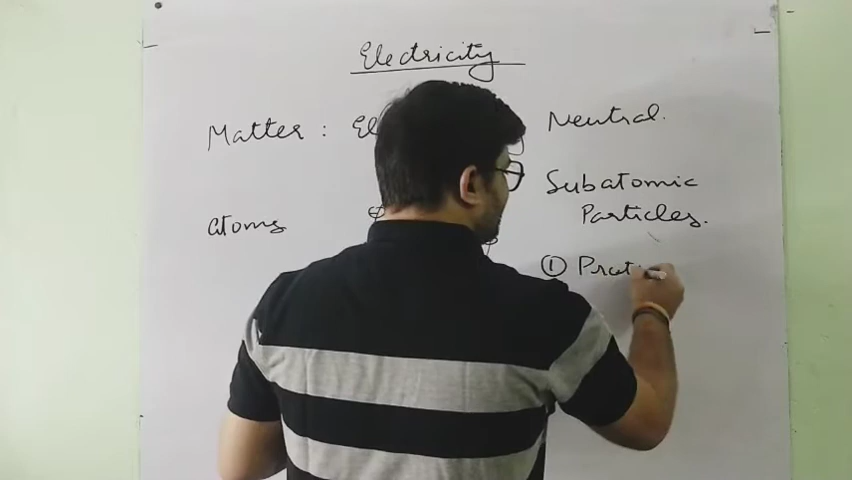 Electricity
Matter : El Neutral.
Subatomic
Particles.
atoms
① Prot